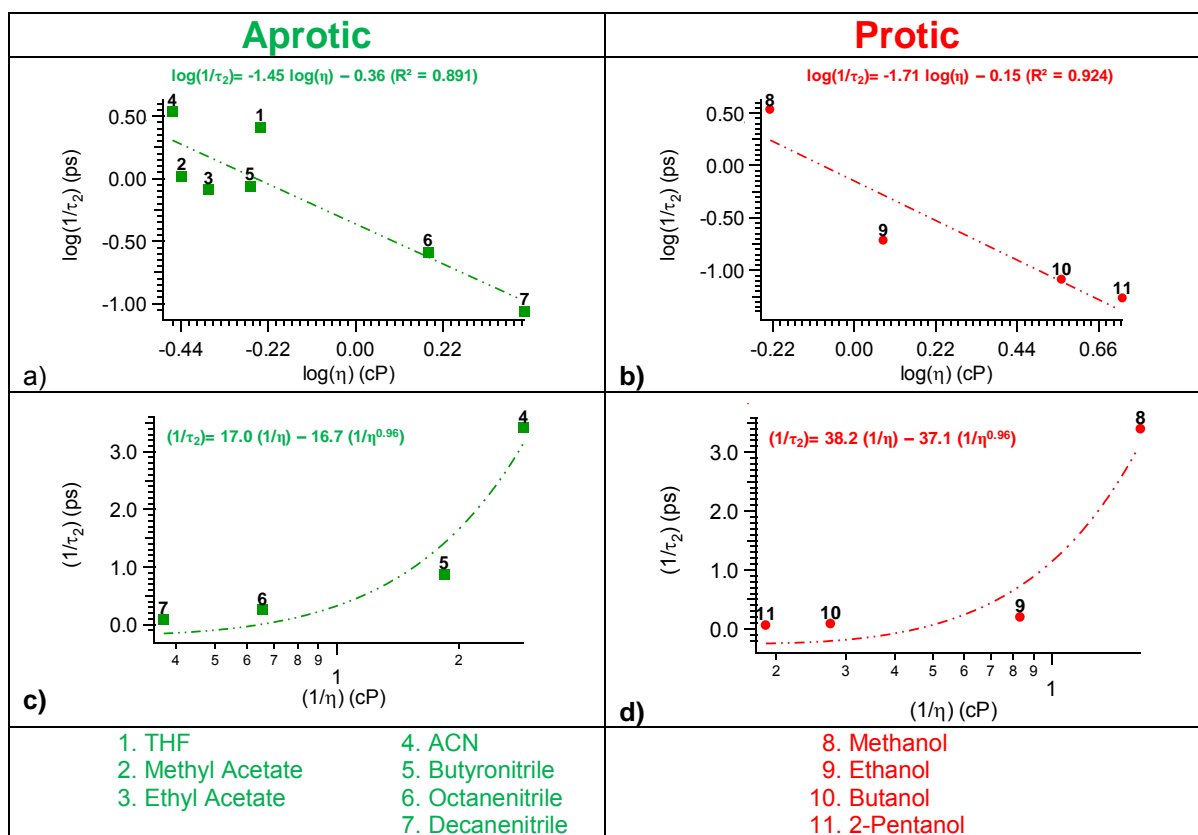 Aprotic
Protic
log(1/τ₂)= -1.45 log(η) – 0.36 (R² = 0.891)
4
1
2
3
5
6
7
0.50
0.00
-0.50
-1.00
log(1/τ₂) (ps)
-0.44
-0.22
0.00
0.22
log(η) (cP)
a)
log(1/τ₂)= -1.71 log(η) – 0.15 (R² = 0.924)
8
9
10
11
0.50
0.00
-0.50
-1.00
log(1/τ₂) (ps)
-0.22
0.00
0.22
0.44
0.66
log(η) (cP)
b)
(1/τ₂)= 17.0 (1/η) – 16.7 (1/η⁰·⁹⁶)
4
5
6
7
3.0
2.0
1.0
0.0
(1/τ₂) (ps)
4 5 6 7 8 9
1
2
(1/η) (cP)
c)
(1/τ₂)= 38.2 (1/η) – 37.1 (1/η⁰·⁹⁶)
8
9
10
11
3.0
2.0
1.0
0.0
(1/τ₂) (ps)
2 3 4 5 6 7 8 9
1
(1/η) (cP)
d)
1. THF
2. Methyl Acetate
3. Ethyl Acetate
4. ACN
5. Butyronitrile
6. Octanenitrile
7. Decanenitrile
8. Methanol
9. Ethanol
10. Butanol
11. 2-Pentanol